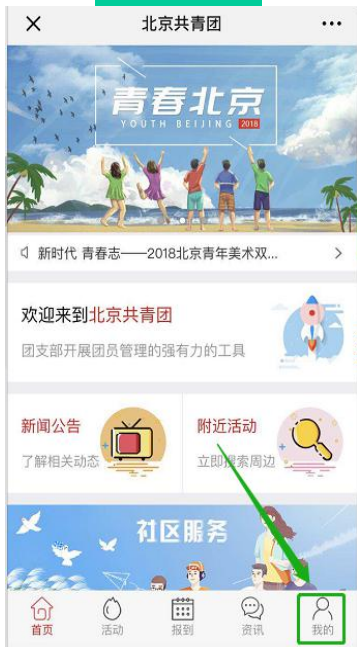 北京共青团
青春北京
YOUTH BEIJING 2018
新时代 青春志——2018北京青年美术双...
欢迎来到北京共青团
团支部开展团员管理的强有力的工具
新闻公告
了解相关动态
附近活动
立即搜索周边
社区服务
首页
活动
报到
资讯
我的